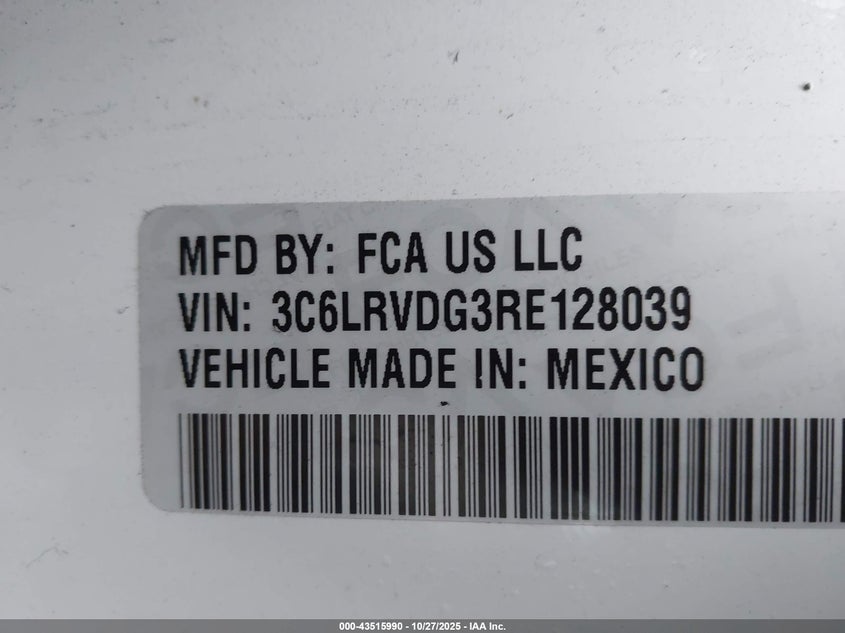 MFD BY: FCA US LLC
VIN: 3C6LRVDG3RE128039
VEHICLE MADE IN: MEXICO
000-43515990 - 10/27/2025 - IAA Inc.